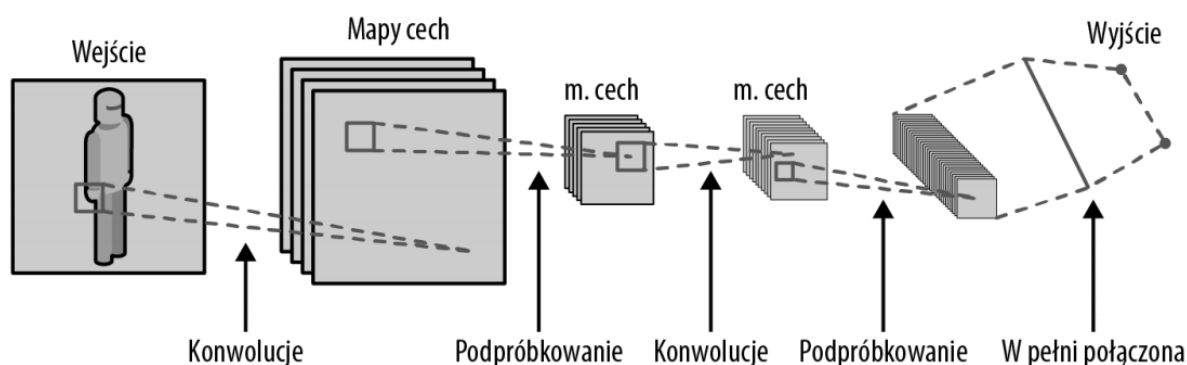 Wejście
Mapy cech
m. cech
m. cech
Wyjście
Konwolucje
Podpróbkowanie
Konwolucje
Podpróbkowanie
W pełni połączona